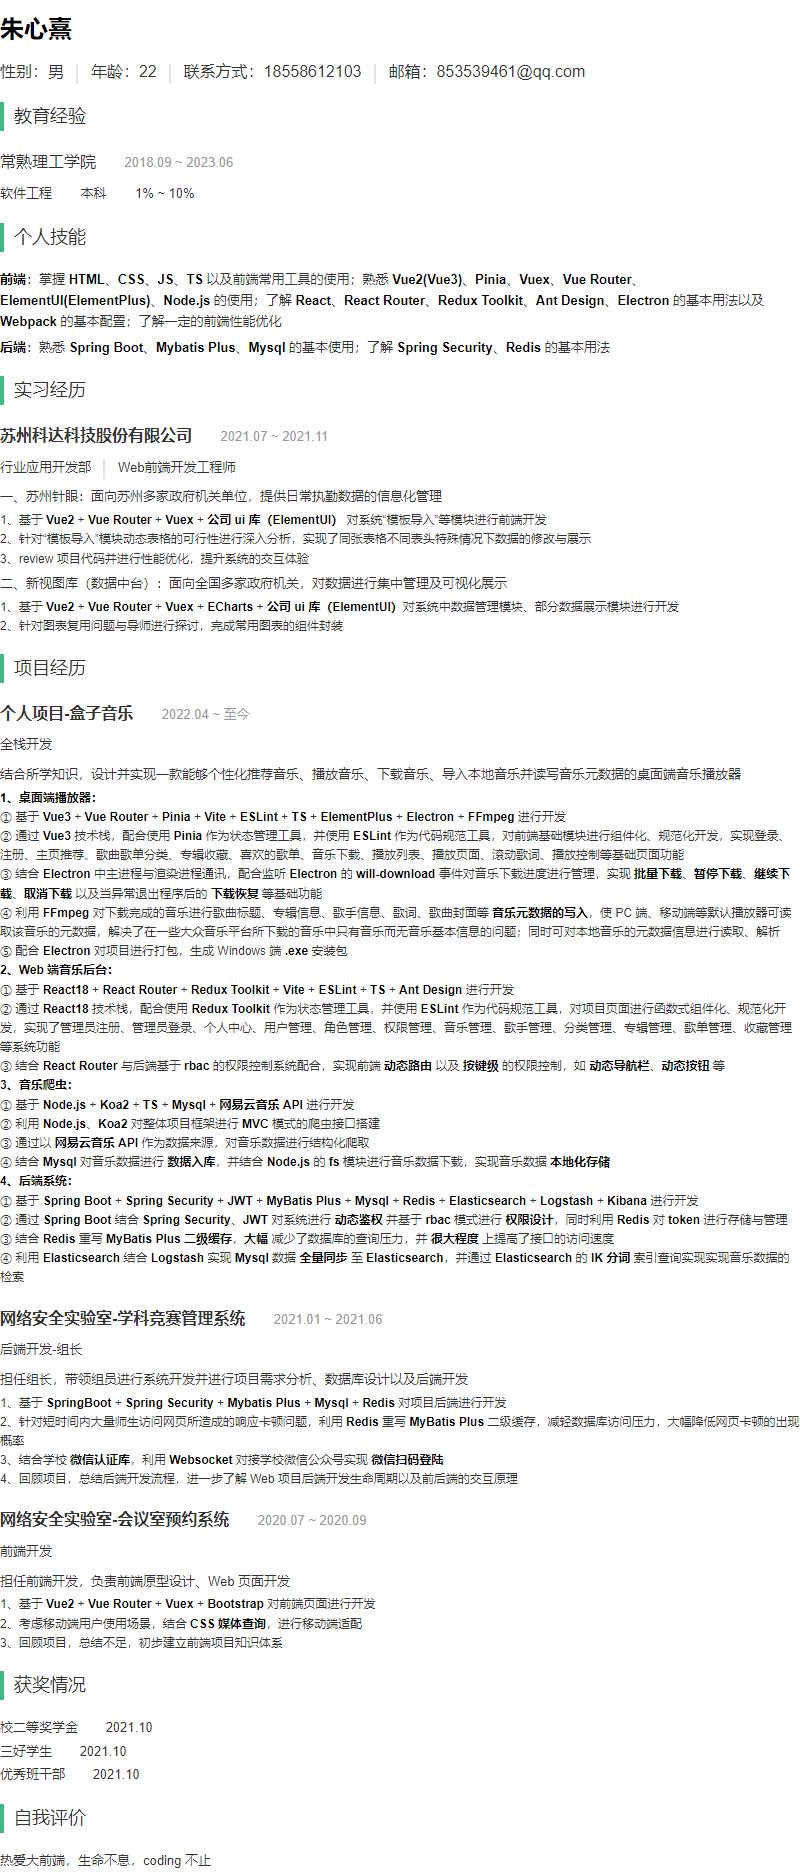 朱心熹
性别：男 年龄：22 联系方式：18558612103 邮箱：853539461@qq.com
教育经验
常熟理工学院 2018.09 ~ 2023.06
软件工程 本科 1% ~ 10%
个人技能
前端：掌握 HTML、CSS、JS、TS 以及前端常用工具的使用；熟悉 Vue2(Vue3)、Pinia、Vuex、Vue Router、
ElementUI(ElementPlus)、Node.js 的使用；了解 React、React Router、Redux Toolkit、Ant Design、Electron 的基本用法以及
Webpack 的基本配置；了解一定的前端性能优化
后端：熟悉 Spring Boot、Mybatis Plus、Mysql 的基本使用；了解 Spring Security、Redis 的基本用法
实习经历
苏州科达科技股份有限公司 2021.07 ~ 2021.11
行业应用开发部 Web前端开发工程师
一、苏州针眼：面向苏州多家政府机关单位，提供日常执勤数据的信息化管理
1、基于 Vue2 + Vue Router + Vuex + 公司 ui 库（ElementUI） 对系统“模板导入”等模块进行前端开发
2、针对“模板导入”模块动态表格的可行性进行深入分析，实现了同张表格不同表头特殊情况下数据的修改与展示
3、review 项目代码并进行性能优化，提升系统的交互体验
二、新视图库（数据中台）：面向全国多家政府机关，对数据进行集中管理及可视化展示
1、基于 Vue2 + Vue Router + Vuex + ECharts + 公司 ui 库（ElementUI）对系统中数据管理模块、部分数据展示模块进行开发
2、针对图表复用问题与导师进行探讨，完成常用图表的组件封装
项目经历
个人项目-盒子音乐 2022.04 ~ 至今
全栈开发
结合所学知识，设计并实现一款能够个性化推荐音乐、播放音乐、下载音乐、导入本地音乐并读写音乐元数据的桌面端音乐播放器
1、桌面端播放器：
① 基于 Vue3 + Vue Router + Pinia + Vite + ESLint + TS + ElementPlus + Electron + FFmpeg 进行开发
② 通过 Vue3 技术栈，配合使用 Pinia 作为状态管理工具，并使用 ESLint 作为代码规范工具，对前端基础模块进行组件化、规范化开发，实现登录、
注册、主页推荐、歌曲歌单分类、专辑收藏、喜欢的歌单、音乐下载、播放列表、播放页面、滚动歌词、播放控制等基础页面功能
③ 结合 Electron 中主进程与渲染进程通讯，配合监听 Electron 的 will-download 事件对音乐下载进度进行管理，实现 批量下载、暂停下载、继续下
载、取消下载 以及当异常退出程序后的 下载恢复 等基础功能
④ 利用 FFmpeg 对下载完成的音乐进行歌曲标题、专辑信息、歌手信息、歌词、歌曲封面等 音乐元数据的写入，使 PC 端、移动端等默认播放器可读
取该音乐的元数据，解决了在一些大众音乐平台所下载的音乐中只有音乐而无音乐基本信息的问题；同时可对本地音乐的元数据信息进行读取、解析
⑤ 配合 Electron 对项目进行打包，生成 Windows 端 .exe 安装包
2、Web 端音乐后台：
① 基于 React18 + React Router + Redux Toolkit + Vite + ESLint + TS + Ant Design 进行开发
② 通过 React18 技术栈，配合使用 Redux Toolkit 作为状态管理工具，并使用 ESLint 作为代码规范工具，对项目页面进行函数式组件化、规范化开
发，实现了管理员注册、管理员登录、个人中心、用户管理、角色管理、权限管理、音乐管理、歌手管理、分类管理、专辑管理、歌单管理、收藏管理
等系统功能
③ 结合 React Router 与后端基于 rbac 的权限控制系统配合，实现前端 动态路由 以及 按键级 的权限控制，如 动态导航栏、动态按钮 等
3、音乐爬虫：
① 基于 Node.js + Koa2 + TS + Mysql + 网易云音乐 API 进行开发
② 利用 Node.js、Koa2 对整体项目框架进行 MVC 模式的爬虫接口搭建
③ 通过以 网易云音乐 API 作为数据来源，对音乐数据进行结构化爬取
④ 结合 Mysql 对音乐数据进行 数据入库，并结合 Node.js 的 fs 模块进行音乐数据下载，实现音乐数据 本地化存储
4、后端系统：
① 基于 Spring Boot + Spring Security + JWT + MyBatis Plus + Mysql + Redis + Elasticsearch + Logstash + Kibana 进行开发
② 通过 Spring Boot 结合 Spring Security、JWT 对系统进行 动态鉴权 并基于 rbac 模式进行 权限设计，同时利用 Redis 对 token 进行存储与管理
③ 结合 Redis 重写 MyBatis Plus 二级缓存，大幅 减少了数据库的查询压力，并 很大程度 上提高了接口的访问速度
④ 利用 Elasticsearch 结合 Logstash 实现 Mysql 数据 全量同步 至 Elasticsearch，并通过 Elasticsearch 的 IK 分词 索引查询实现实现音乐数据的
检索
网络安全实验室-学科竞赛管理系统 2021.01 ~ 2021.06
后端开发-组长
担任组长，带领组员进行系统开发并进行项目需求分析、数据库设计以及后端开发
1、基于 SpringBoot + Spring Security + Mybatis Plus + Mysql + Redis 对项目后端进行开发
2、针对短时间内大量师生访问网页所造成的响应卡顿问题，利用 Redis 重写 MyBatis Plus 二级缓存，减轻数据库访问压力，大幅降低网页卡顿的出现
概率
3、结合学校 微信认证库，利用 Websocket 对接学校微信公众号实现 微信扫码登陆
4、回顾项目，总结后端开发流程，进一步了解 Web 项目后端开发生命周期以及前后端的交互原理
网络安全实验室-会议室预约系统 2020.07 ~ 2020.09
前端开发
担任前端开发，负责前端原型设计、Web 页面开发
1、基于 Vue2 + Vue Router + Vuex + Bootstrap 对前端页面进行开发
2、考虑移动端用户使用场景，结合 CSS 媒体查询，进行移动端适配
3、回顾项目，总结不足，初步建立前端项目知识体系
获奖情况
校二等奖学金 2021.10
三好学生 2021.10
优秀班干部 2021.10
自我评价
热爱大前端，生命不息，coding 不止